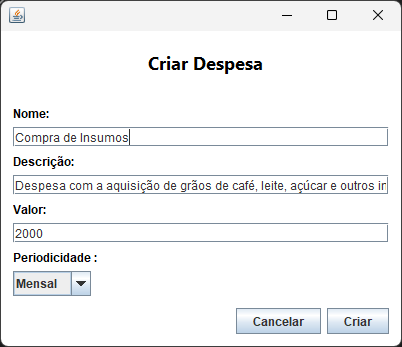 Criar Despesa
Nome:
Compra de Insumos
Descrição:
Despesa com a aquisição de grãos de café, leite, açúcar e outros in
Valor:
2000
Periodicidade :
Mensal
Cancelar
Criar